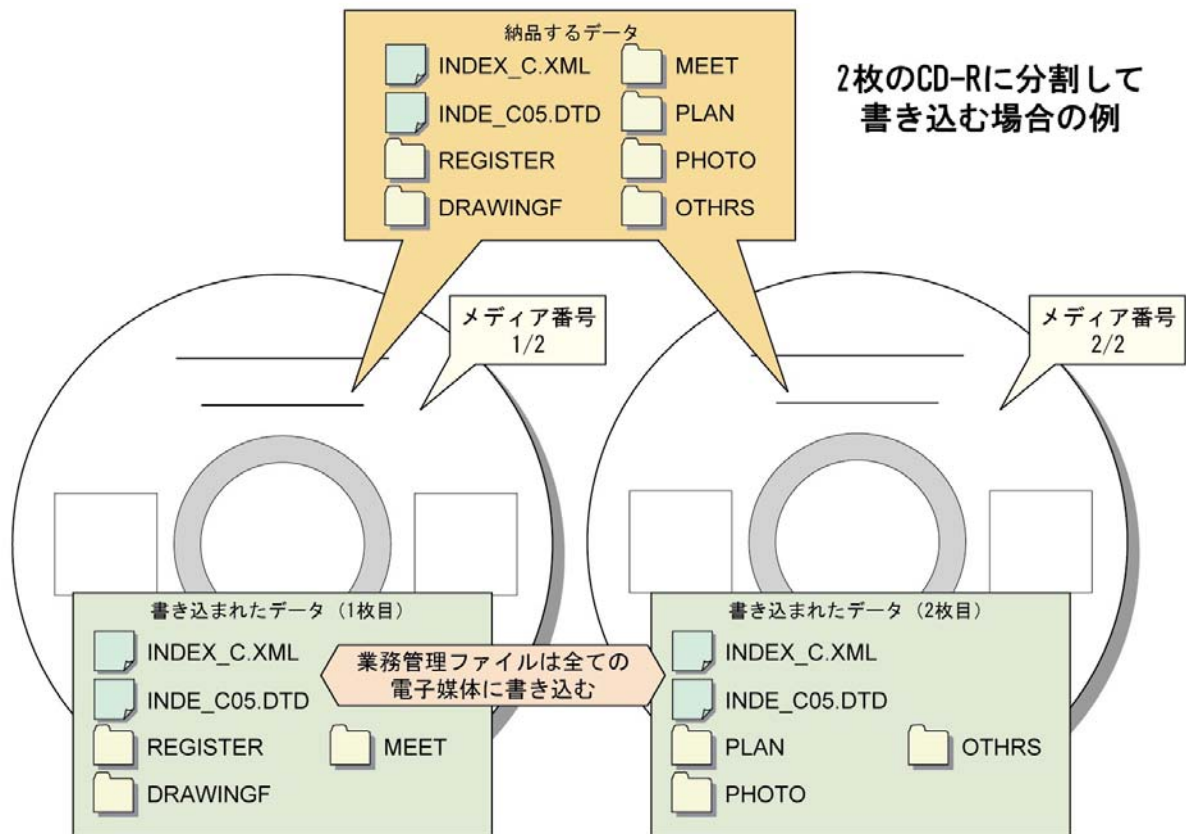 納品するデータ
INDEX_C.XML
MEET
INDE_C05.DTD
PLAN
REGISTER
PHOTO
DRAWINGF
OTHRS
2枚のCD-Rに分割して
書き込む場合の例
メディア番号
1/2
メディア番号
2/2
書き込まれたデータ（1枚目）
INDEX_C.XML
INDE_C05.DTD
REGISTER
MEET
DRAWINGF
業務管理ファイルは全ての
電子媒体に書き込む
書き込まれたデータ（2枚目）
INDEX_C.XML
INDE_C05.DTD
PLAN
OTHRS
PHOTO